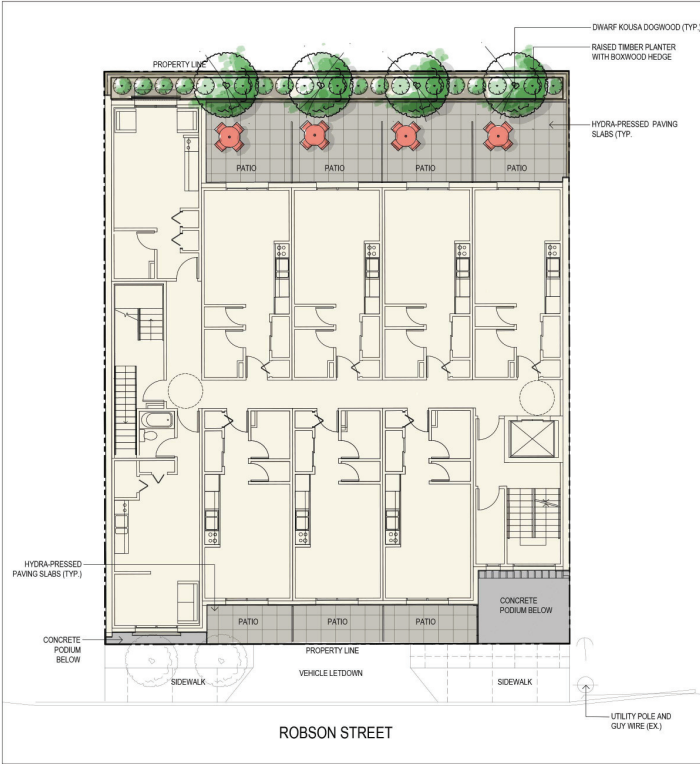 DWARF KOUSA DOGWOOD (TYP.)
RAISED TIMBER PLANTER
WITH BOXWOOD HEDGE
PROPERTY LINE
HYDRA-PRESSED PAVING
SLABS (TYP.
PATIO PATIO PATIO PATIO
HYDRA-PRESSED
PAVING SLABS (TYP.)
CONCRETE
PODIUM BELOW
PATIO PATIO PATIO
CONCRETE
PODIUM
BELOW
PROPERTY LINE
VEHICLE LETDOWN
SIDEWALK SIDEWALK
UTILITY POLE AND
GUY WIRE (EX.)
ROBSON STREET